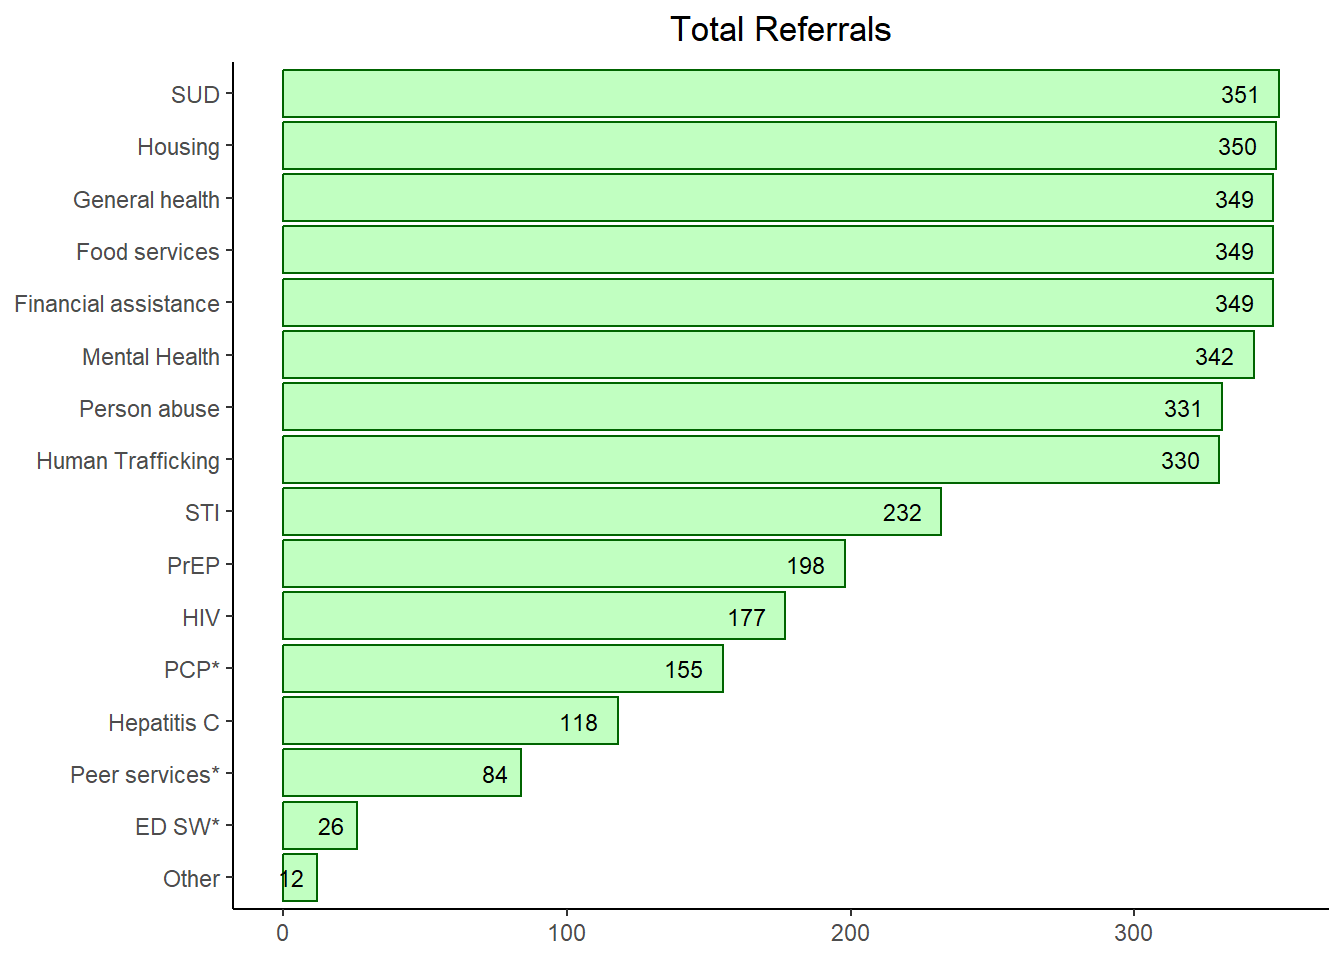 Total Referrals
SUD 351
Housing 350
General health 349
Food services 349
Financial assistance 349
Mental Health 342
Person abuse 331
Human Trafficking 330
STI 232
PrEP 198
HIV 177
PCP* 155
Hepatitis C 118
Peer services* 84
ED SW* 26
Other 12
0 100 200 300